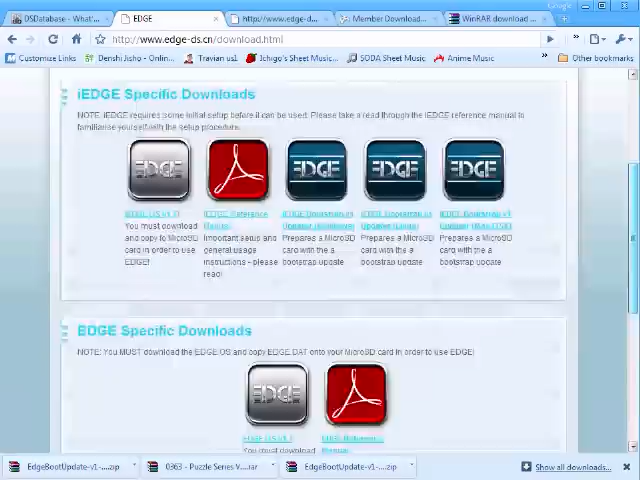 Google
DSDatabase - What'...
EDGE
http://www.edge-d...
Member Download...
WinRAR download ...
http://www.edge-ds.cn/download.html
Customize Links
Denshi Jisho - Onlin...
Travian us1
Ichigo's Sheet Music...
SODA Sheet Music
Anime Music
Other bookmarks
iEDGE Specific Downloads
NOTE: iEDGE requires some initial setup before it can be used. Please take a read through the iEDGE reference manual to
familiarise yourself with the setup procedure.
EDGE
EDGE
EDGE
EDGE
iEDGE Reference
You must download
and copy to MicroSD
card in order to use
EDGE!
Important setup and
general usage
instructions - please
read!
Prepares a MicroSD
card with the a
bootstrap update
Prepares a MicroSD
card with the a
bootstrap update
Prepares a MicroSD
card with the a
bootstrap update
EDGE Specific Downloads
NOTE: You MUST download the EDGE OS and copy EDGE.DAT onto your MicroSD card in order to use EDGE!
EDGE
You must download
EdgeBootUpdate-v1-....zip
0363 - Puzzle Series V....rar
EdgeBootUpdate-v1-....zip
Show all downloads...